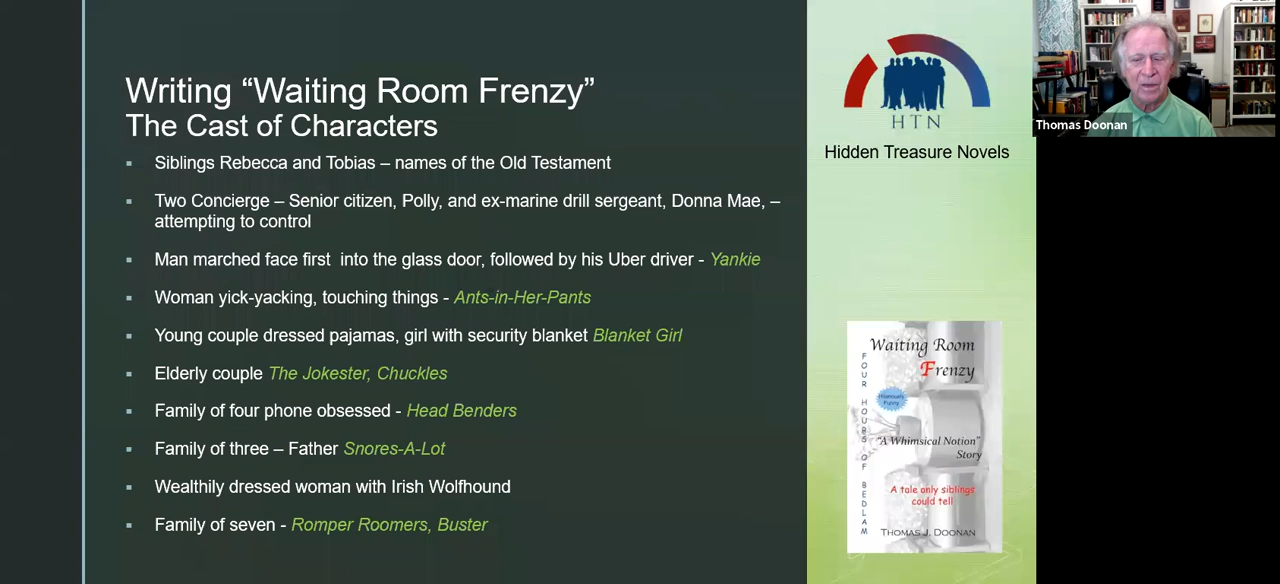 Writing “Waiting Room Frenzy”
The Cast of Characters
Siblings Rebecca and Tobias – names of the Old Testament
Two Concierge – Senior citizen, Polly, and ex-marine drill sergeant, Donna Mae, –
attempting to control
Man marched face first into the glass door, followed by his Uber driver - Yankie
Woman yick-yacking, touching things - Ants-in-Her-Pants
Young couple dressed pajamas, girl with security blanket Blanket Girl
Elderly couple The Jokester, Chuckles
Family of four phone obsessed - Head Benders
Family of three – Father Snores-A-Lot
Wealthily dressed woman with Irish Wolfhound
Family of seven - Romper Roomers, Buster
HTN
Hidden Treasure Novels
Waiting Room
Frenzy
FOUR HOURS OF BEDLAM
Hilariously
Funny
“A Whimsical Notion”
Story
A tale only siblings
could tell
THOMAS J. DOONAN
Thomas Doonan